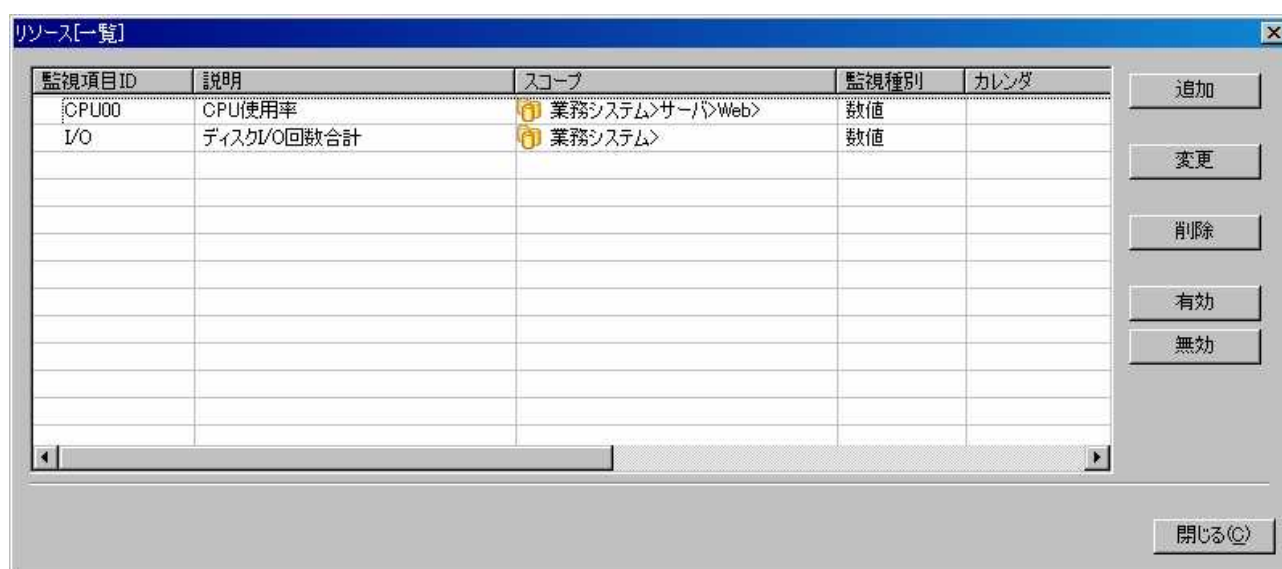 リソース[一覧]
監視項目ID 説明 スコープ 監視種別 カレンダ
CPU00 CPU使用率 業務システム>サーバ>Web> 数値
I/O ディスクI/O回数合計 業務システム> 数値
追加
変更
削除
有効
無効
閉じる(C)